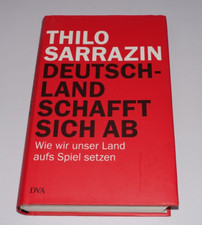 THILO
SARRAZIN
DEUTSCH-
LAND
SCHAFFT
SICH AB
Wie wir unser Land
aufs Spiel setzen
DVA